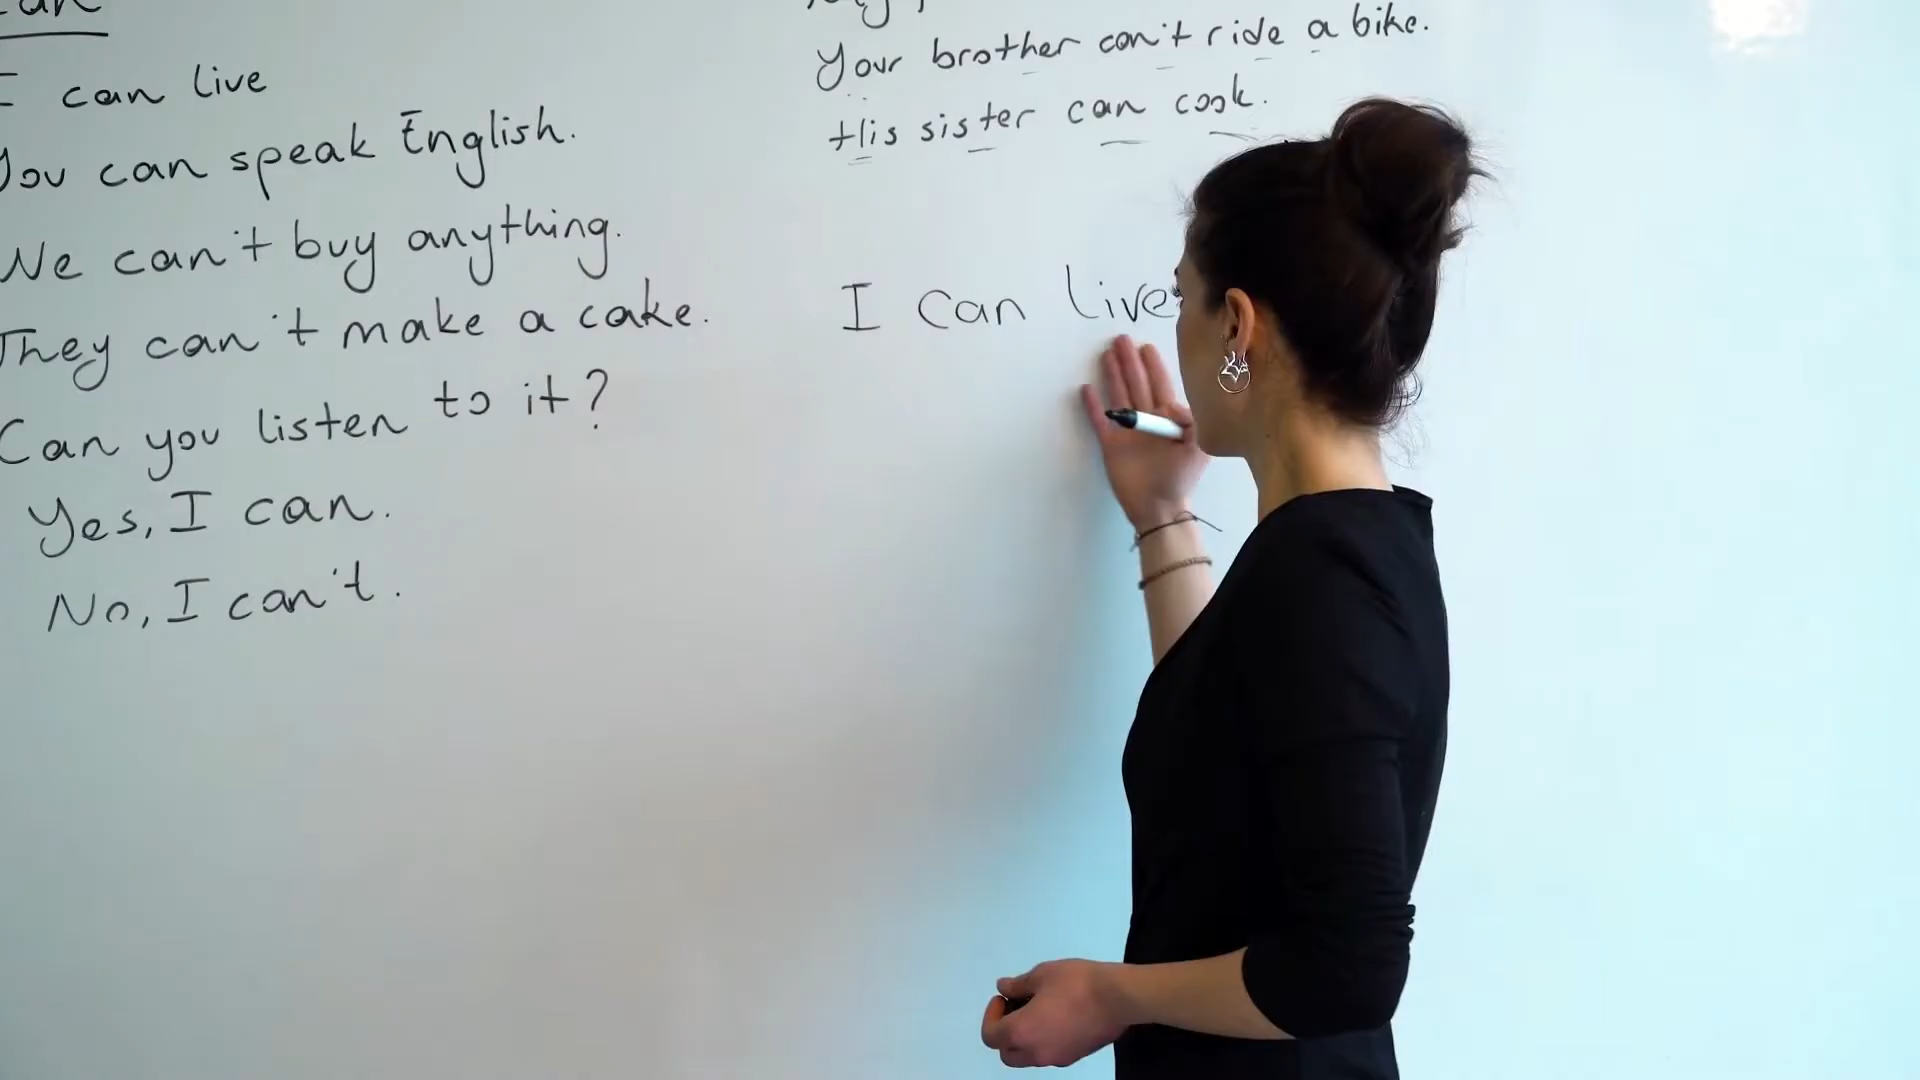 can
I can live
You can speak English.
We can't buy anything.
They can't make a cake.
Can you listen to it?
Yes, I can.
No, I can't.
Your brother can't ride a bike.
His sister can cook.
I can live